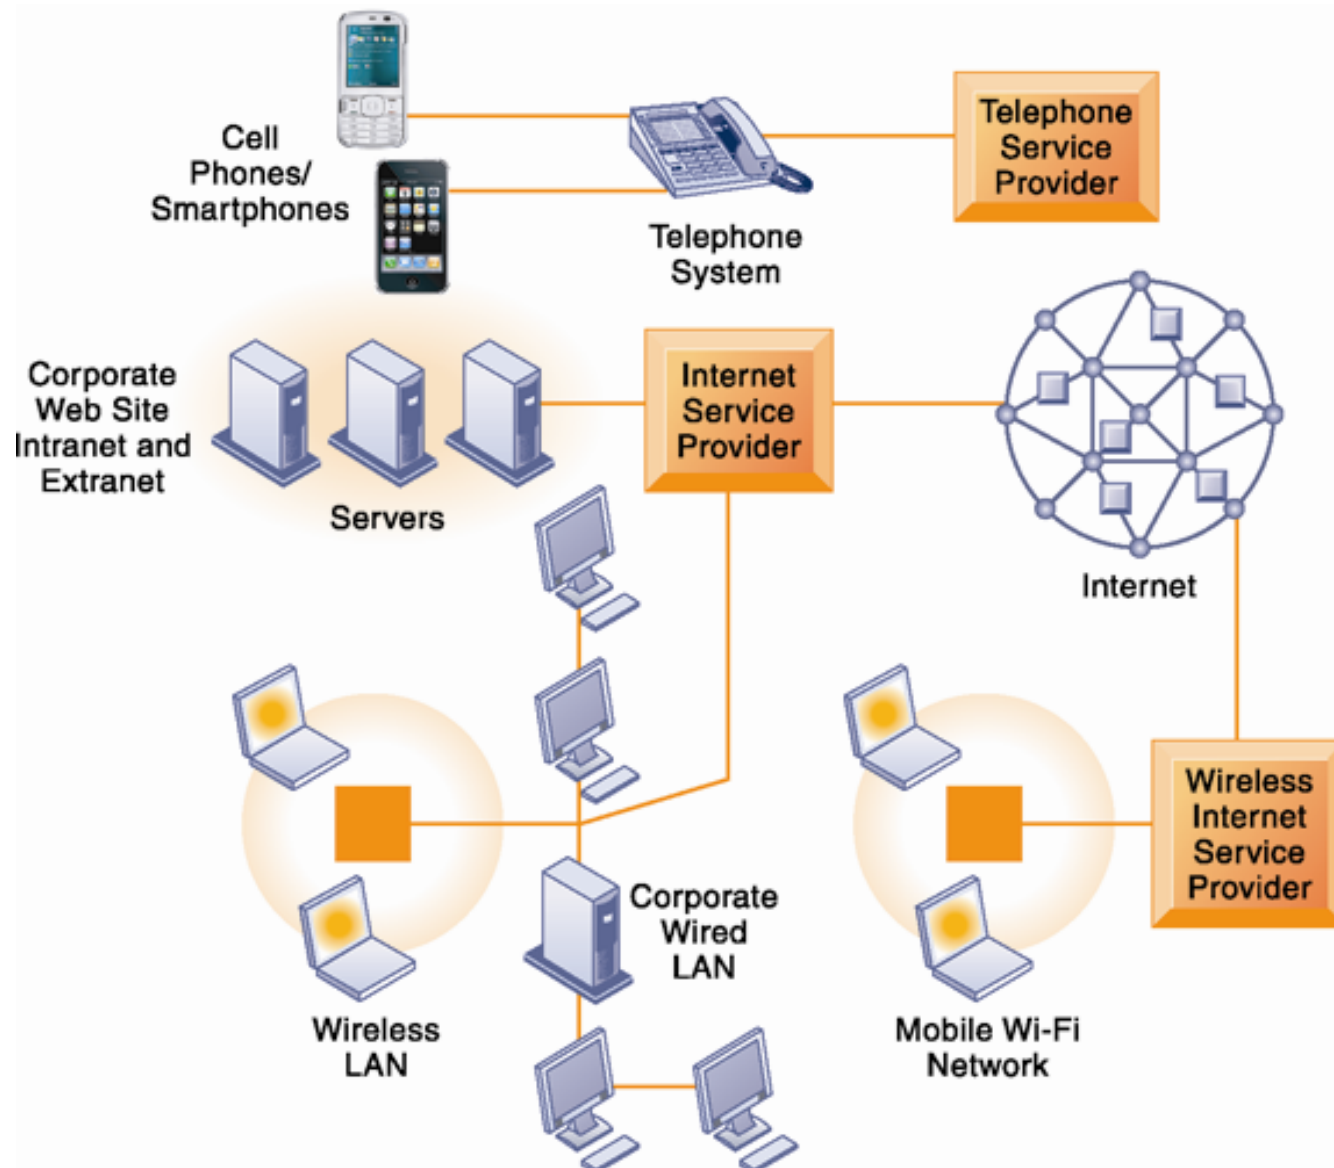 Cell
Phones/
Smartphones
Telephone
System
Telephone
Service
Provider
Corporate
Web Site
Intranet and
Extranet
Servers
Internet
Service
Provider
Internet
Wireless
LAN
Corporate
Wired
LAN
Mobile Wi-Fi
Network
Wireless
Internet
Service
Provider